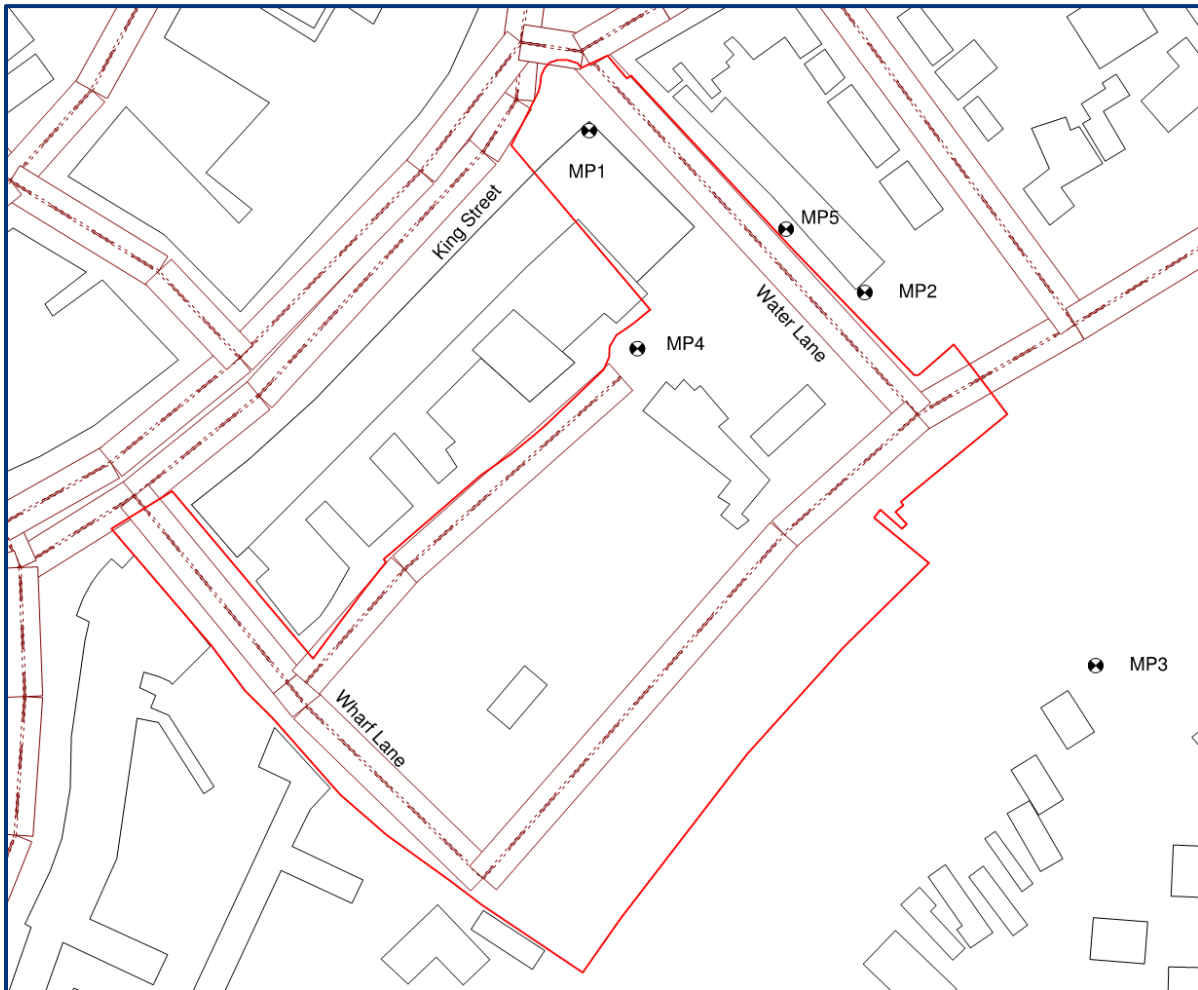 MP1
King Street
MP5
MP2
Water Lane
MP4
MP3
Wharf Lane